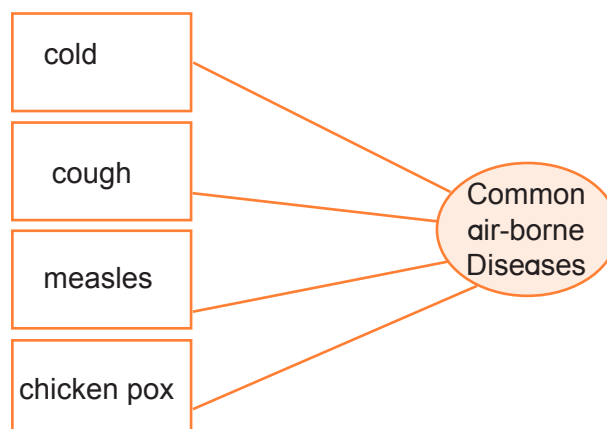 cold
cough
measles
chicken pox
Common
air-borne
Diseases